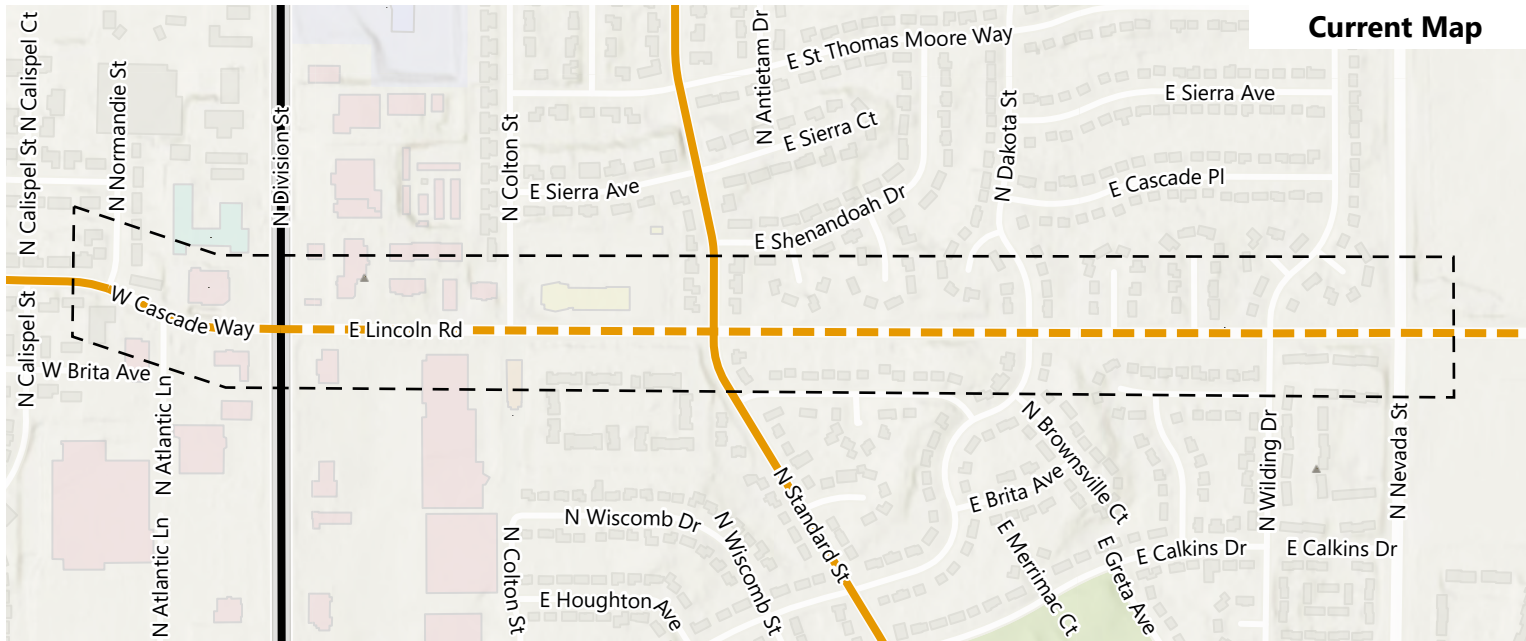 Current Map
N Calispel Ct
N Calispel St
N Calispel St
N Normandie St
N Division St
N Antietam Dr
E St Thomas Moore Way
E Sierra Ave
N Dakota St
E Sierra Ct
N Colton St
E Sierra Ave
E Cascade Pl
E Shenandoah Dr
N Calispel St
W Cascade Way
E Lincoln Rd
W Brita Ave
N Atlantic Ln
N Brownsville Ct
N Wilding Dr
N Nevada St
N Standard St
E Brita Ave
N Wiscomb Dr
N Wiscomb St
N Colton St
N Atlantic Ln
E Merrimac Ct
E Greta Ave
E Calkins Dr
E Calkins Dr
E Houghton Ave